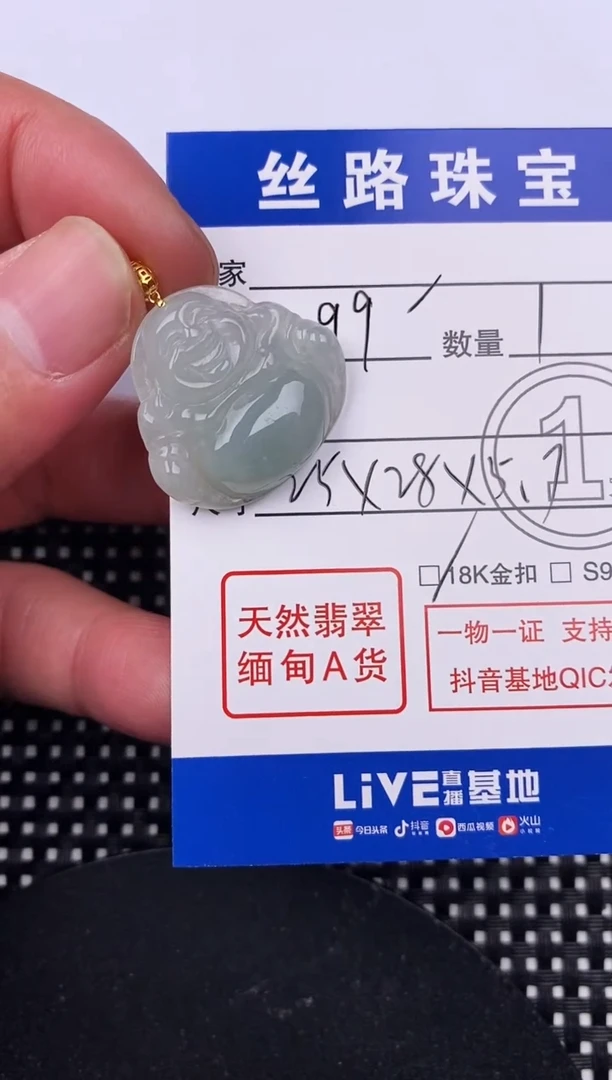 丝路珠宝
家
99
数量
25X28X5.7
1
18K金扣 S9
天然翡翠
缅甸A货
一物一证 支持
抖音基地QIC
LiVE直播基地
头条 今日头条 抖音 西瓜视频 火山